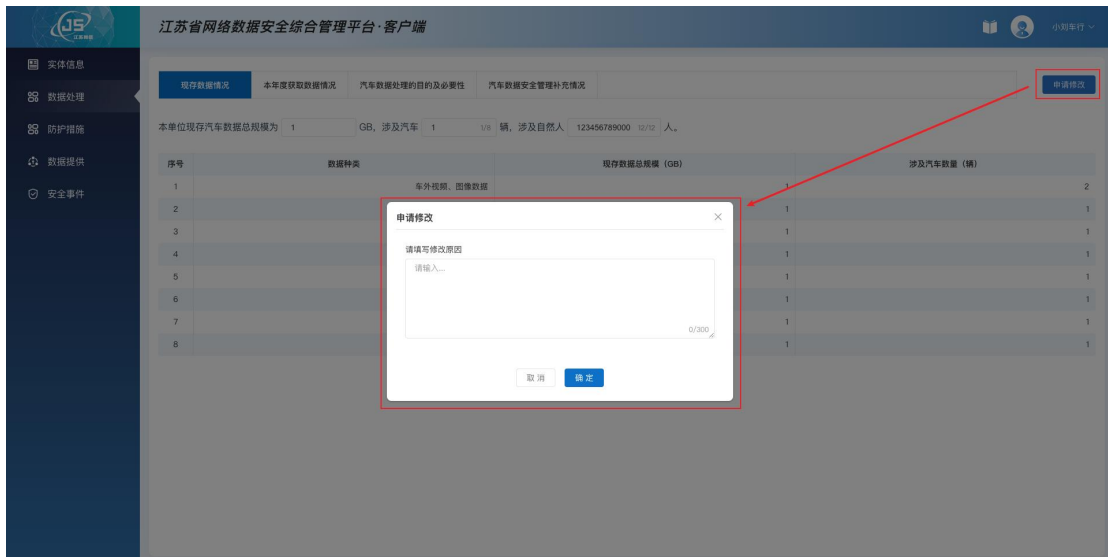 JS
江苏网信
江苏省网络数据安全综合管理平台·客户端
小刘车行
实体信息
数据处理
防护措施
数据提供
安全事件
现存数据情况 本年度获取数据情况 汽车数据处理的目的及必要性 汽车数据安全管理补充情况
申请修改
本单位现存汽车数据总规模为 1 GB，涉及汽车 1 1/8 辆，涉及自然人 123456789000 12/12 人。
序号 数据种类 现存数据总规模（GB） 涉及汽车数量（辆）
1 车外视频、图像数据 1 2
2 1 1
3 1 1
4 1 1
5 1 1
6 1 1
7 1 1
8 1 1
申请修改
请填写修改原因
请输入...
0/300
取 消 确 定